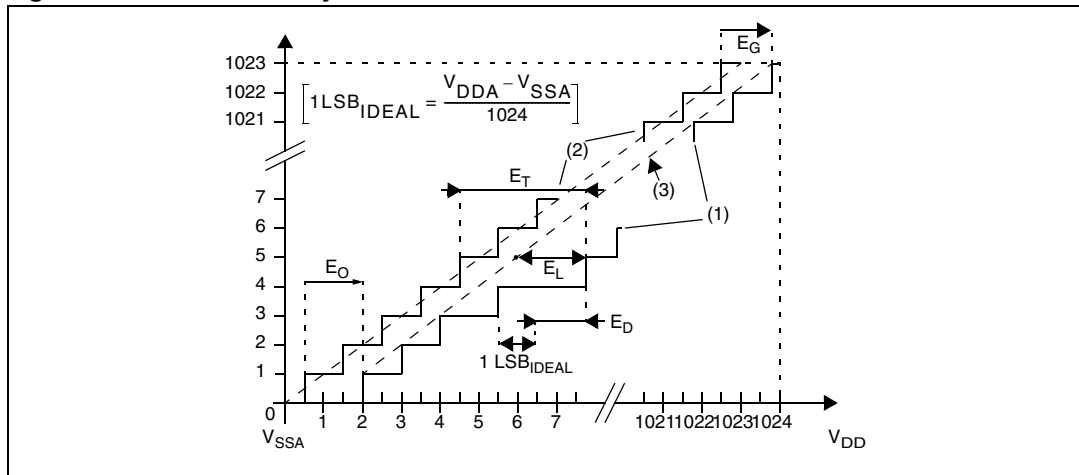 E_G
1023
1022
1021
[1LSB_IDEAL = (V_DDA – V_SSA) / 1024]
(2)
(3)
(1)
E_T
7
6
5
4
3
2
1
0
E_O
E_L
E_D
1 LSB_IDEAL
1 2 3 4 5 6 7 1021 1022 1023 1024
V_SSA
V_DD